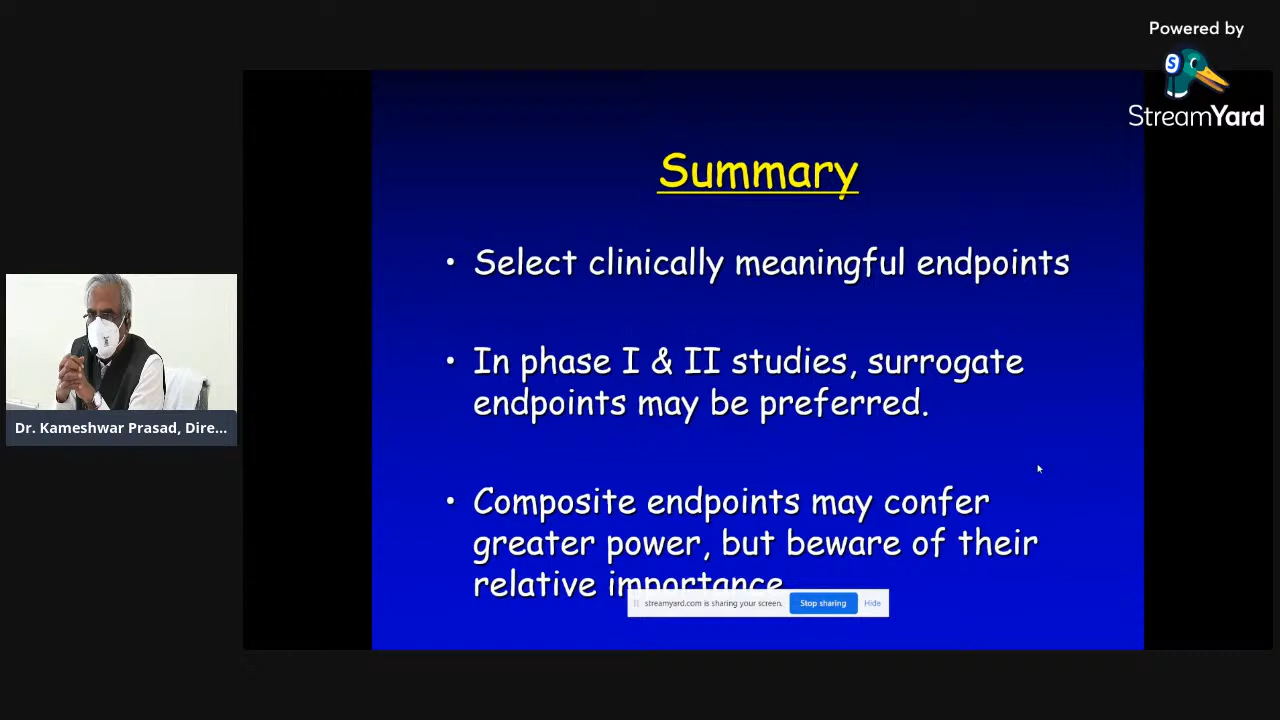 Powered by
StreamYard
Summary
• Select clinically meaningful endpoints
• In phase I & II studies, surrogate
endpoints may be preferred.
• Composite endpoints may confer
greater power, but beware of their
relative importance
streamyard.com is sharing your screen.
Stop sharing
Hide
Dr. Kameshwar Prasad, Dire...